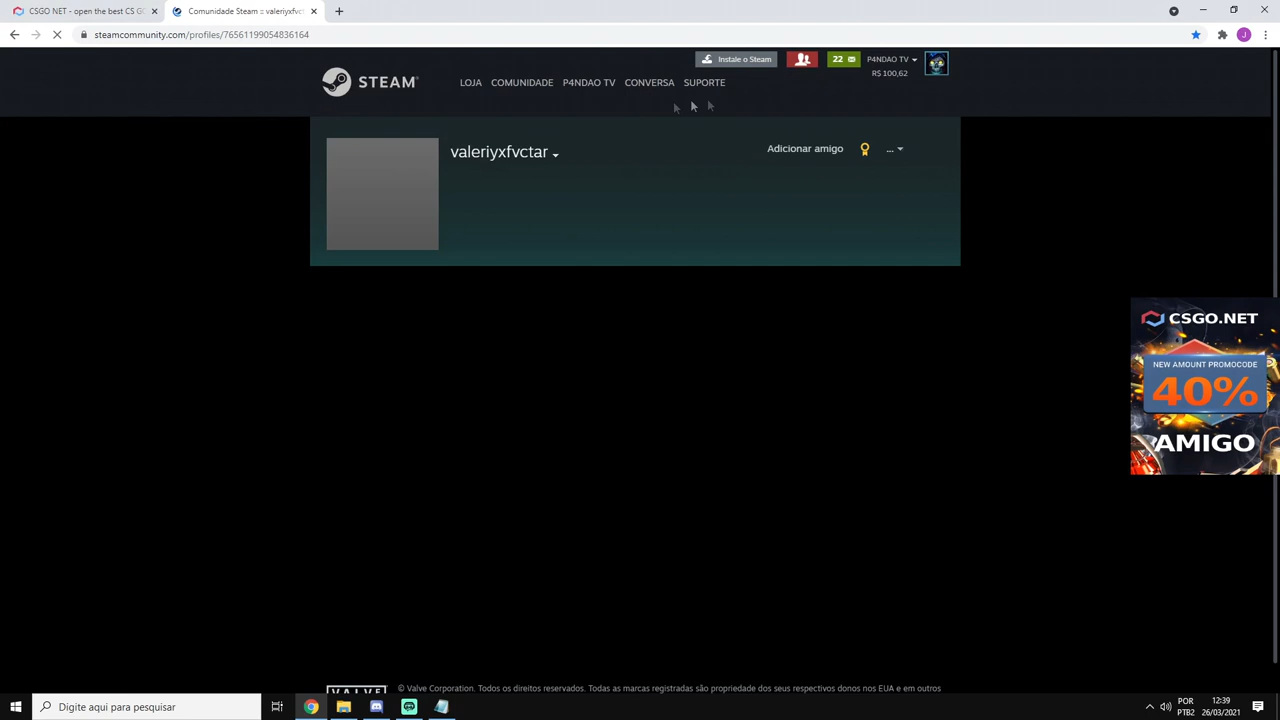 CSGO NET - open the best CS GO
Comunidade Steam :: valeriyxfvct
steamcommunity.com/profiles/76561199054836164
J
Instale o Steam
22
P4NDAO TV
R$ 100,62
STEAM
LOJA
COMUNIDADE
P4NDAO TV
CONVERSA
SUPORTE
valeriyxfvctar
Adicionar amigo
...
CSGO.NET
NEW AMOUNT PROMOCODE
40%
AMIGO
VALVE
© Valve Corporation. Todos os direitos reservados. Todas as marcas registradas são propriedade dos seus respectivos donos nos EUA e em outros
Digite aqui para pesquisar
POR
PTB2
12:39
26/03/2021